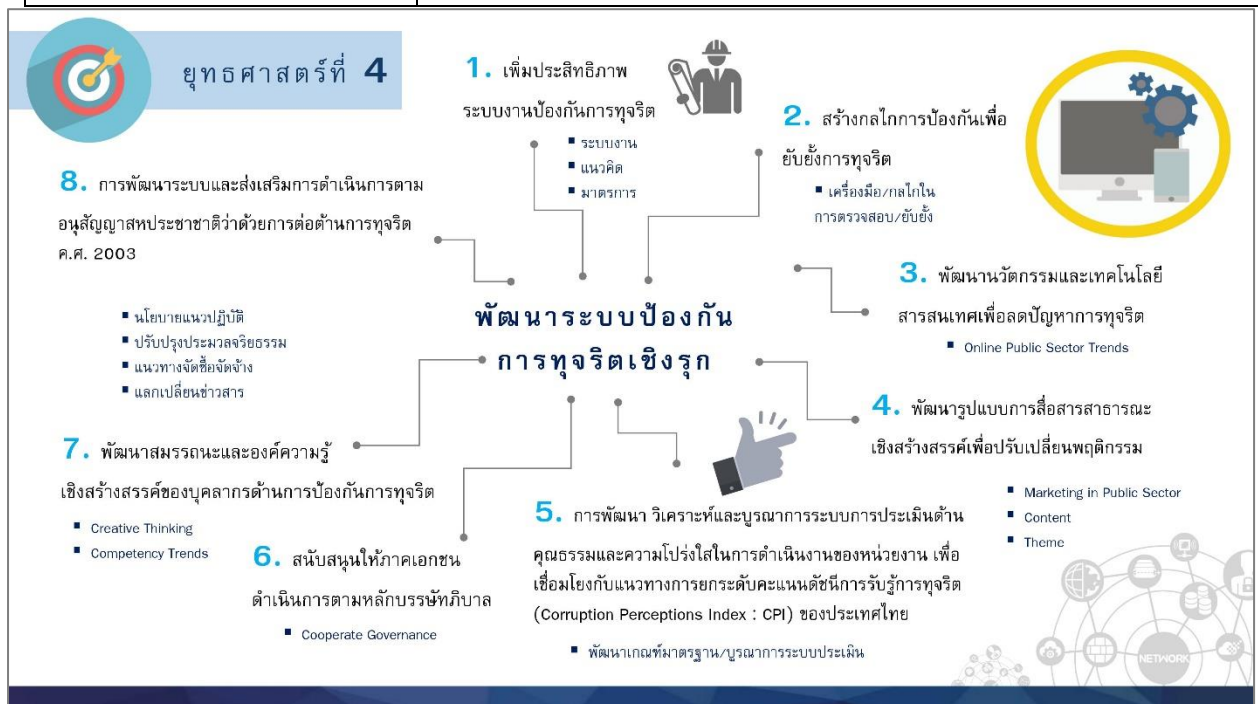 ยุทธศาสตร์ที่ 4
1. เพิ่มประสิทธิภาพ
ระบบงานป้องกันการทุจริต
▪ ระบบงาน
▪ แนวคิด
▪ มาตรการ
2. สร้างกลไกการป้องกันเพื่อ
ยับยั้งการทุจริต
▪ เครื่องมือ/กลไกใน
การตรวจสอบ/ยับยั้ง
3. พัฒนานวัตกรรมและเทคโนโลยี
สารสนเทศเพื่อลดปัญหาการทุจริต
▪ Online Public Sector Trends
พัฒนาระบบป้องกัน
การทุจริตเชิงรุก
4. พัฒนารูปแบบการสื่อสารสาธารณะ
เชิงสร้างสรรค์เพื่อปรับเปลี่ยนพฤติกรรม
▪ Marketing in Public Sector
▪ Content
▪ Theme
5. การพัฒนา วิเคราะห์และบูรณาการระบบการประเมินด้าน
คุณธรรมและความโปร่งใสในการดำเนินงานของหน่วยงาน เพื่อ
เชื่อมโยงกับแนวทางการยกระดับคะแนนดัชนีการรับรู้การทุจริต
(Corruption Perceptions Index : CPI) ของประเทศไทย
▪ พัฒนาเกณฑ์มาตรฐาน/บูรณาการระบบประเมิน
6. สนับสนุนให้ภาคเอกชน
ดำเนินการตามหลักบรรษัทภิบาล
▪ Cooperate Governance
7. พัฒนาสมรรถนะและองค์ความรู้
เชิงสร้างสรรค์ของบุคลากรด้านการป้องกันการทุจริต
▪ Creative Thinking
▪ Competency Trends
8. การพัฒนาระบบและส่งเสริมการดำเนินการตาม
อนุสัญญาสหประชาชาติว่าด้วยการต่อต้านการทุจริต
ค.ศ. 2003
▪ นโยบายแนวปฏิบัติ
▪ ปรับปรุงประมวลจริยธรรม
▪ แนวทางจัดซื้อจัดจ้าง
▪ แลกเปลี่ยนข่าวสาร
NETWORK